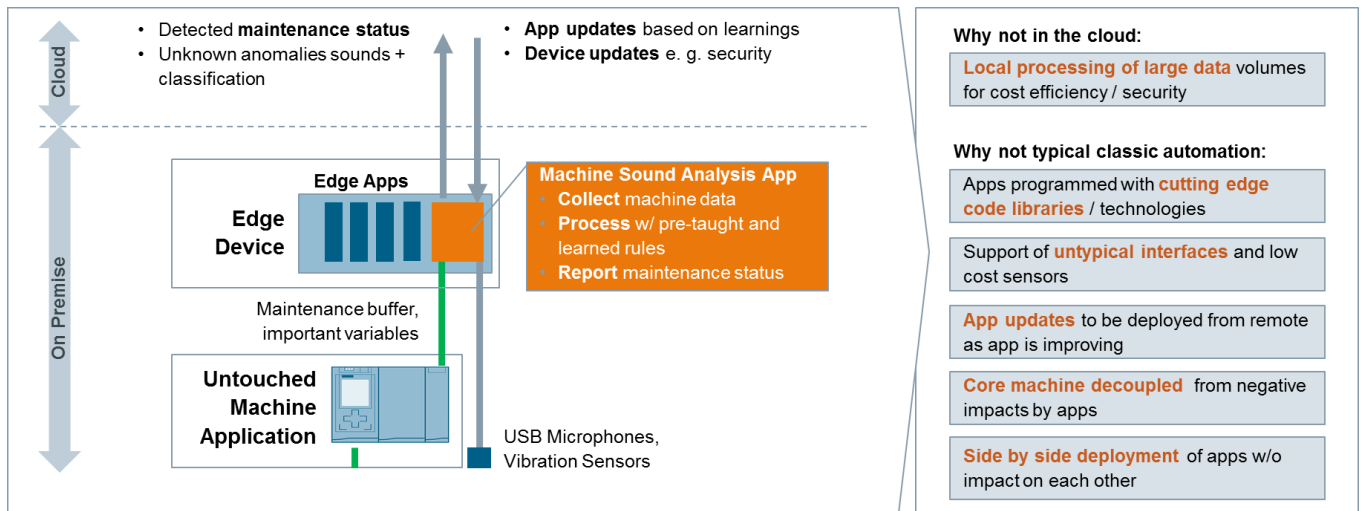 Cloud
• Detected maintenance status
• Unknown anomalies sounds +
classification
• App updates based on learnings
• Device updates e. g. security
On Premise
Edge Apps
Edge
Device
Machine Sound Analysis App
• Collect machine data
• Process w/ pre-taught and
learned rules
• Report maintenance status
Maintenance buffer,
important variables
Untouched
Machine
Application
USB Microphones,
Vibration Sensors
Why not in the cloud:
Local processing of large data volumes
for cost efficiency / security
Why not typical classic automation:
Apps programmed with cutting edge
code libraries / technologies
Support of untypical interfaces and low
cost sensors
App updates to be deployed from remote
as app is improving
Core machine decoupled from negative
impacts by apps
Side by side deployment of apps w/o
impact on each other